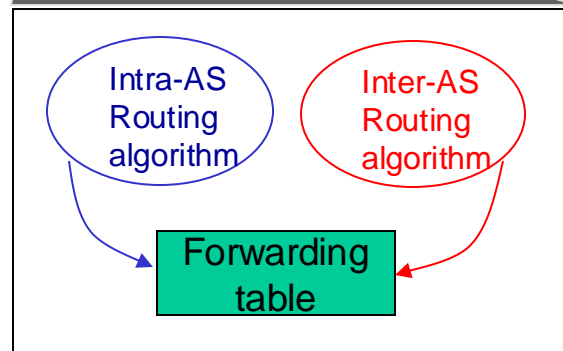 Intra-AS
Routing
algorithm
Inter-AS
Routing
algorithm
Forwarding
table